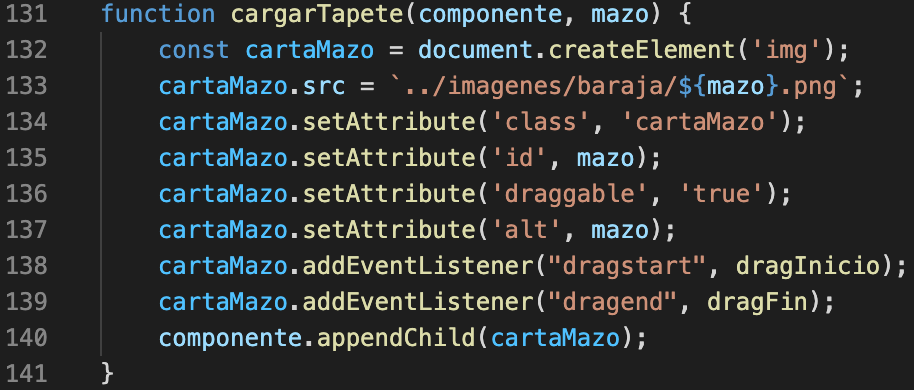 131 function cargarTapete(componente, mazo) {
132 const cartaMazo = document.createElement('img');
133 cartaMazo.src = `../imagenes/baraja/${mazo}.png`;
134 cartaMazo.setAttribute('class', 'cartaMazo');
135 cartaMazo.setAttribute('id', mazo);
136 cartaMazo.setAttribute('draggable', 'true');
137 cartaMazo.setAttribute('alt', mazo);
138 cartaMazo.addEventListener("dragstart", dragInicio);
139 cartaMazo.addEventListener("dragend", dragFin);
140 componente.appendChild(cartaMazo);
141 }